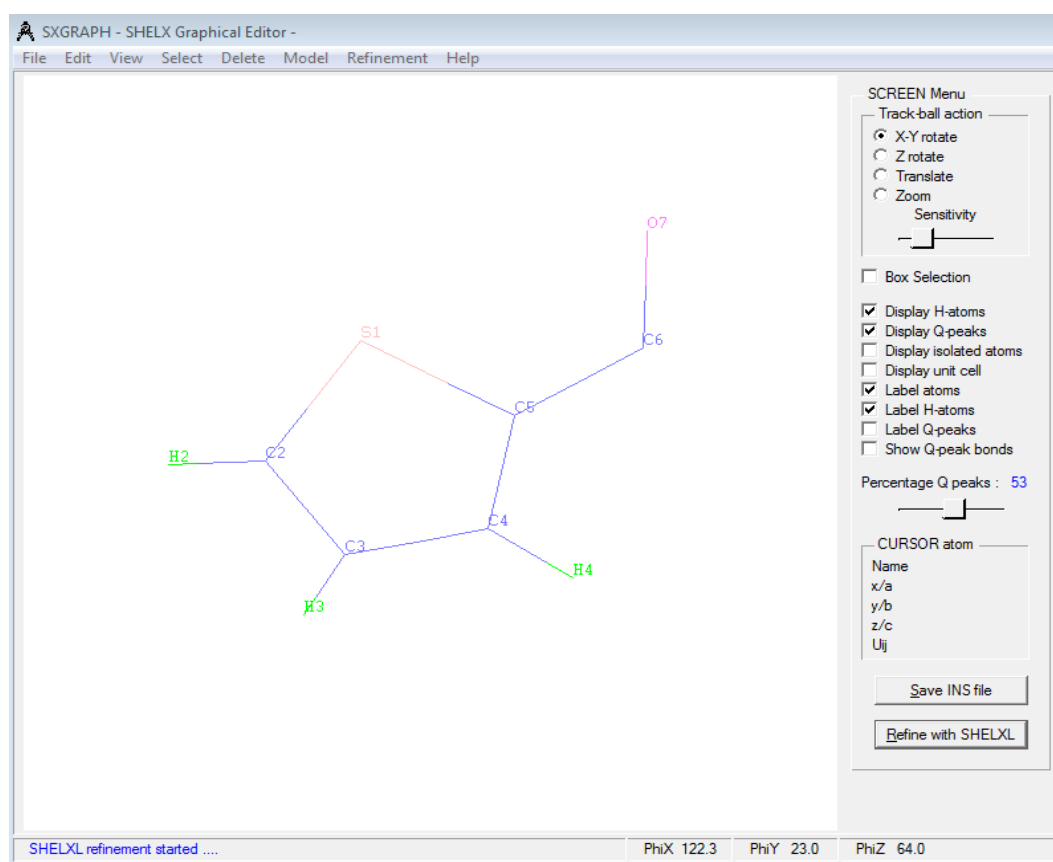 SXGRAPH - SHELX Graphical Editor -
File Edit View Select Delete Model Refinement Help
SCREEN Menu
Track-ball action
X-Y rotate
Z rotate
Translate
Zoom
Sensitivity
Box Selection
Display H-atoms
Display Q-peaks
Display isolated atoms
Display unit cell
Label atoms
Label H-atoms
Label Q-peaks
Show Q-peak bonds
Percentage Q peaks : 53
CURSOR atom
Name
x/a
y/b
z/c
Uij
Save INS file
Refine with SHELXL
O7
S1
C6
C5
H2
C2
C4
C3
H4
H3
SHELXL refinement started ....
PhiX 122.3 PhiY 23.0 PhiZ 64.0